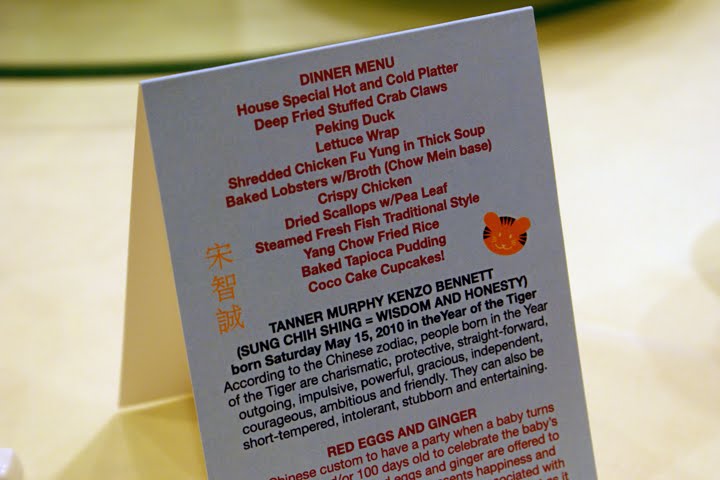 DINNER MENU
House Special Hot and Cold Platter
Deep Fried Stuffed Crab Claws
Peking Duck
Lettuce Wrap
Shredded Chicken Fu Yung in Thick Soup
Baked Lobsters w/Broth (Chow Mein base)
Crispy Chicken
Dried Scallops w/Pea Leaf
Steamed Fresh Fish Traditional Style
Yang Chow Fried Rice
Baked Tapioca Pudding
Coco Cake Cupcakes!
宋智誠
TANNER MURPHY KENZO BENNETT
(SUNG CHIH SHING = WISDOM AND HONESTY)
born Saturday May 15, 2010 in theYear of the Tiger
According to the Chinese zodiac, people born in the Year
of the Tiger are charismatic, protective, straight-forward,
outgoing, impulsive, powerful, gracious, independent,
courageous, ambitious and friendly. They can also be
short-tempered, intolerant, stubborn and entertaining.
RED EGGS AND GINGER
Chinese custom to have a party when a baby turns
and/or 100 days old to celebrate the baby's
eggs and ginger are offered to
happiness and
with
it